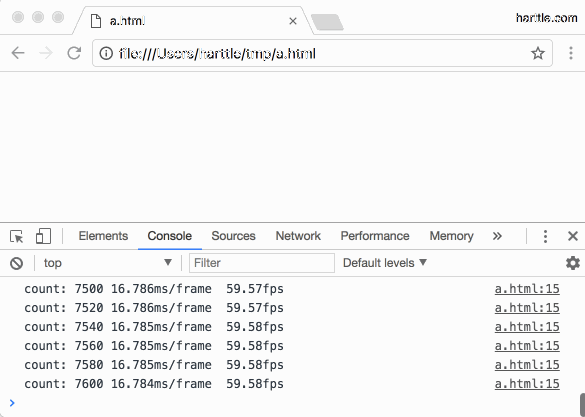 a.html
harttle.com
file:///Users/harttle/tmp/a.html
Elements Console Sources Network Performance Memory »
top Filter Default levels
count: 7500 16.786ms/frame 59.57fps a.html:15
count: 7520 16.786ms/frame 59.57fps a.html:15
count: 7540 16.785ms/frame 59.58fps a.html:15
count: 7560 16.785ms/frame 59.58fps a.html:15
count: 7580 16.785ms/frame 59.58fps a.html:15
count: 7600 16.784ms/frame 59.58fps a.html:15